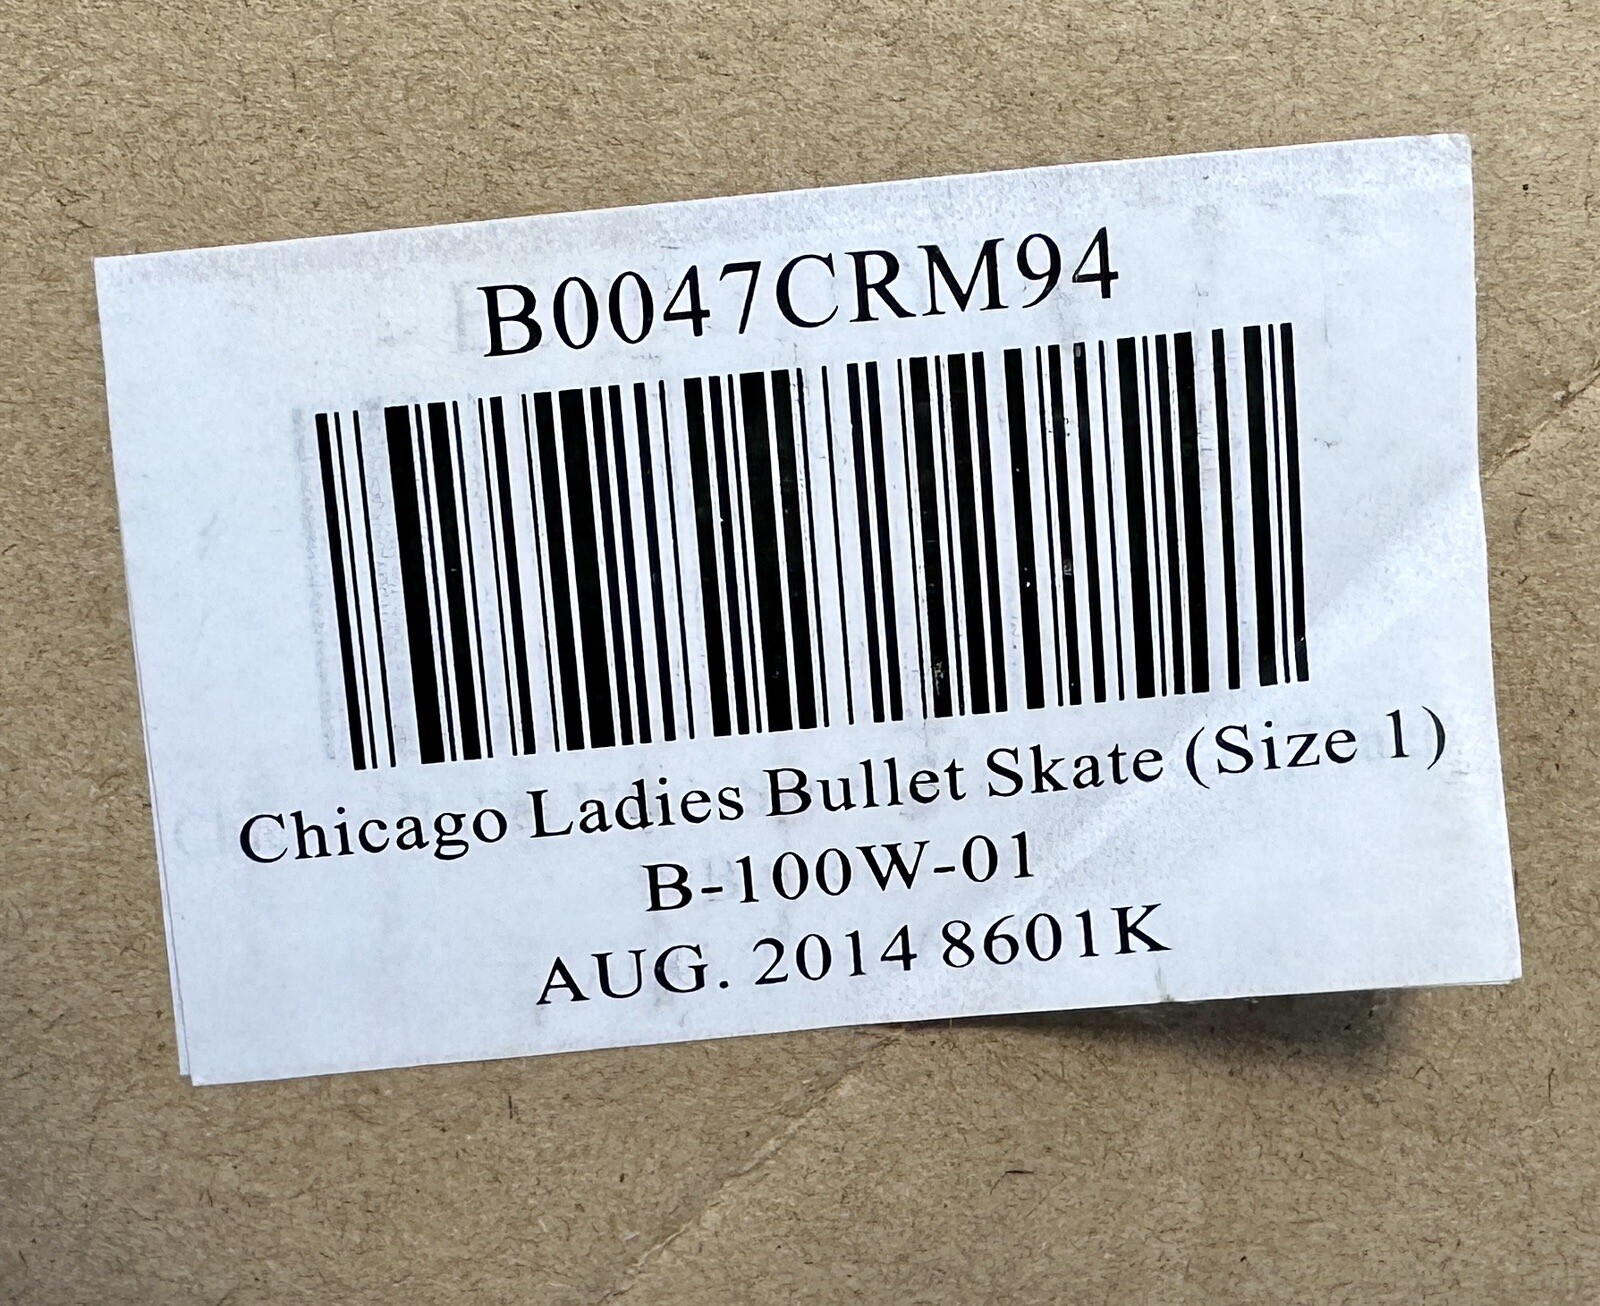 B0047CRM94
Chicago Ladies Bullet Skate (Size 1)
B-100W-01
AUG. 2014 8601K